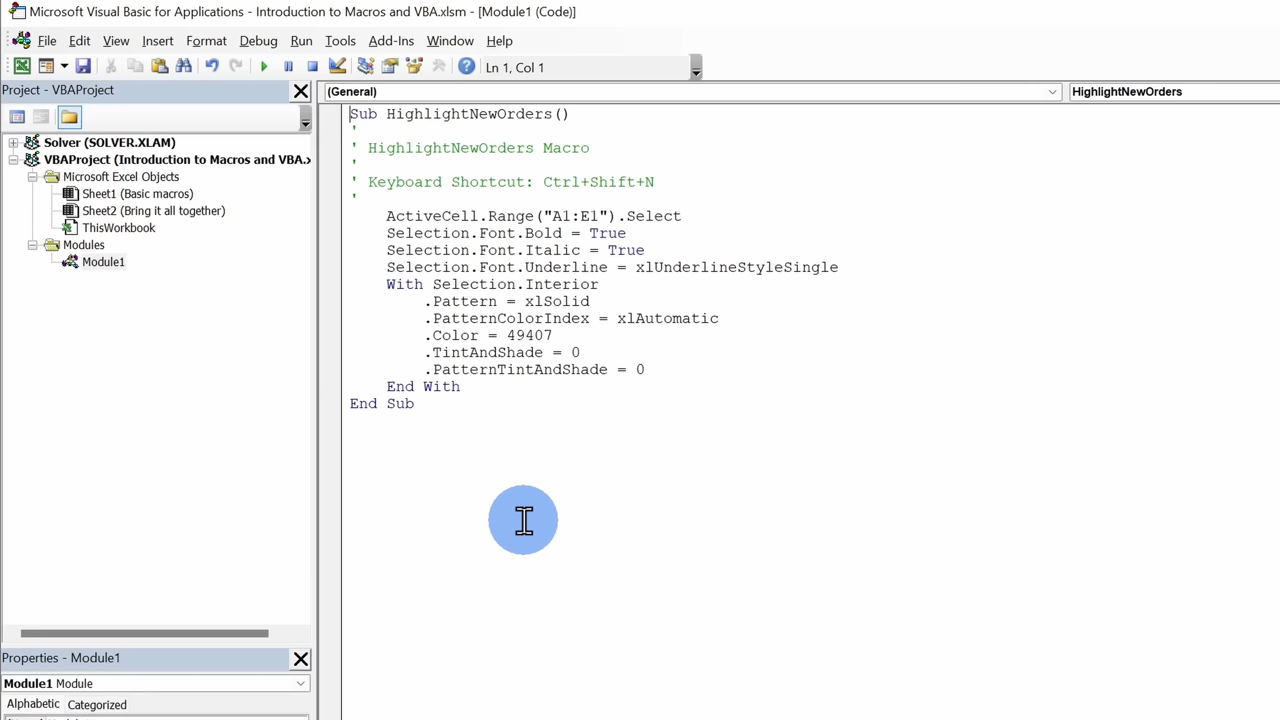 Microsoft Visual Basic for Applications - Introduction to Macros and VBA.xlsm - [Module1 (Code)]
File Edit View Insert Format Debug Run Tools Add-Ins Window Help
Ln 1, Col 1
Project - VBAProject
(General)
HighlightNewOrders
Solver (SOLVER.XLAM)
VBAProject (Introduction to Macros and VBA.x
Microsoft Excel Objects
Sheet1 (Basic macros)
Sheet2 (Bring it all together)
ThisWorkbook
Modules
Module1
Sub HighlightNewOrders()
'
' HighlightNewOrders Macro
'
' Keyboard Shortcut: Ctrl+Shift+N
'
ActiveCell.Range("A1:E1").Select
Selection.Font.Bold = True
Selection.Font.Italic = True
Selection.Font.Underline = xlUnderlineStyleSingle
With Selection.Interior
.Pattern = xlSolid
.PatternColorIndex = xlAutomatic
.Color = 49407
.TintAndShade = 0
.PatternTintAndShade = 0
End With
End Sub
Properties - Module1
Module1 Module
Alphabetic Categorized